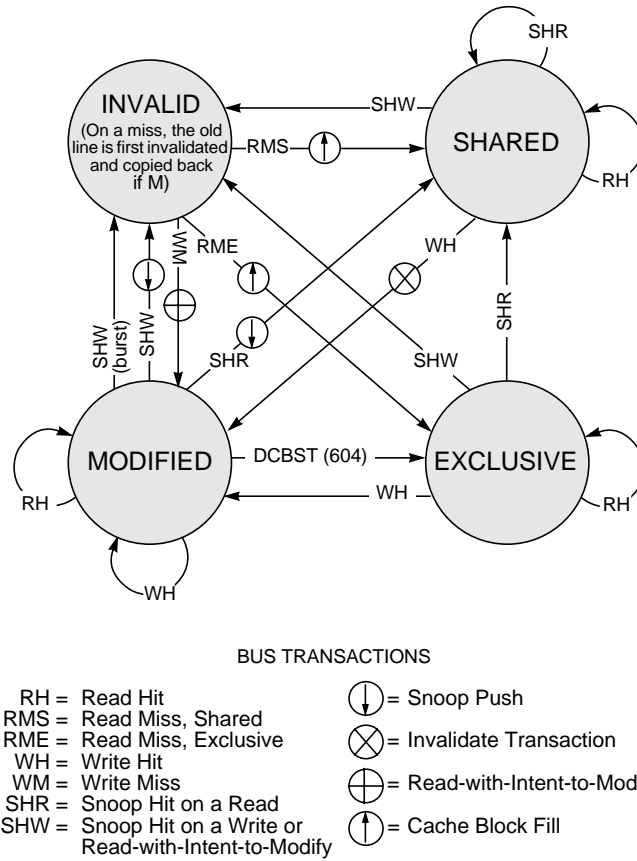 SHR
INVALID
(On a miss, the old
line is first invalidated
and copied back
if M)
SHW
RMS
SHARED
RH
WM
RME
WH
SHW
(burst)
SHW
SHR
SHW
SHR
MODIFIED
DCBST (604)
EXCLUSIVE
WH
RH
RH
WH
BUS TRANSACTIONS
RH = Read Hit
RMS = Read Miss, Shared
RME = Read Miss, Exclusive
WH = Write Hit
WM = Write Miss
SHR = Snoop Hit on a Read
SHW = Snoop Hit on a Write or
Read-with-Intent-to-Modify
= Snoop Push
= Invalidate Transaction
= Read-with-Intent-to-Mod
= Cache Block Fill